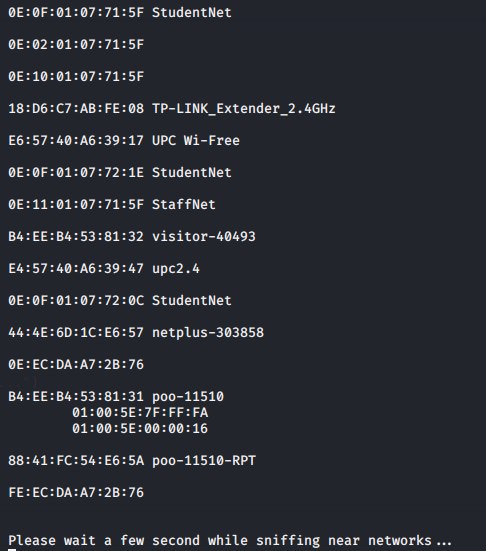 0E:0F:01:07:71:5F StudentNet
0E:02:01:07:71:5F
0E:10:01:07:71:5F
18:D6:C7:AB:FE:08 TP-LINK_Extender_2.4GHz
E6:57:40:A6:39:17 UPC Wi-Free
0E:0F:01:07:72:1E StudentNet
0E:11:01:07:71:5F StaffNet
B4:EE:B4:53:81:32 visitor-40493
E4:57:40:A6:39:47 upc2.4
0E:0F:01:07:72:0C StudentNet
44:4E:6D:1C:E6:57 netplus-303858
0E:EC:DA:A7:2B:76
B4:EE:B4:53:81:31 poo-11510
01:00:5E:7F:FF:FA
01:00:5E:00:00:16
88:41:FC:54:E6:5A poo-11510-RPT
FE:EC:DA:A7:2B:76
Please wait a few second while sniffing near networks...